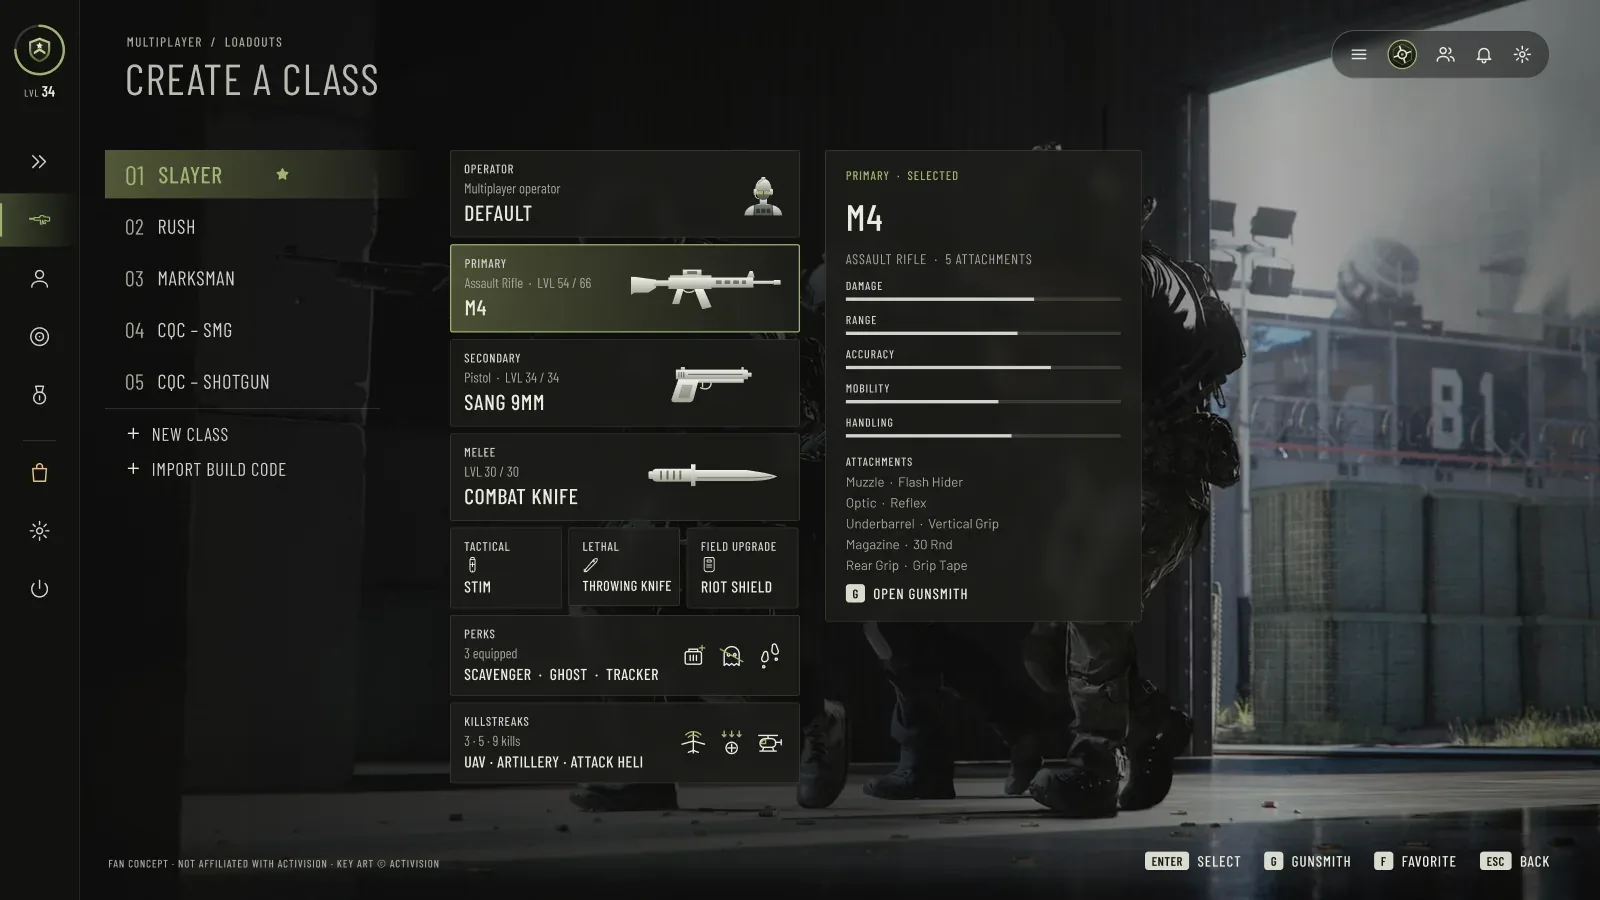 LVL 34
MULTIPLAYER / LOADOUTS
CREATE A CLASS
01 SLAYER
02 RUSH
03 MARKSMAN
04 CQC – SMG
05 CQC – SHOTGUN
+ NEW CLASS
+ IMPORT BUILD CODE
OPERATOR
Multiplayer operator
DEFAULT
PRIMARY
Assault Rifle · LVL 54 / 66
M4
SECONDARY
Pistol · LVL 34 / 34
SANG 9MM
MELEE
LVL 30 / 30
COMBAT KNIFE
TACTICAL
STIM
LETHAL
THROWING KNIFE
FIELD UPGRADE
RIOT SHIELD
PERKS
3 equipped
SCAVENGER · GHOST · TRACKER
KILLSTREAKS
3 · 5 · 9 kills
UAV · ARTILLERY · ATTACK HELI
PRIMARY · SELECTED
M4
ASSAULT RIFLE · 5 ATTACHMENTS
DAMAGE
RANGE
ACCURACY
MOBILITY
HANDLING
ATTACHMENTS
Muzzle · Flash Hider
Optic · Reflex
Underbarrel · Vertical Grip
Magazine · 30 Rnd
Rear Grip · Grip Tape
G OPEN GUNSMITH
81
FAN CONCEPT · NOT AFFILIATED WITH ACTIVISION · KEY ART © ACTIVISION
ENTER SELECT G GUNSMITH F FAVORITE ESC BACK